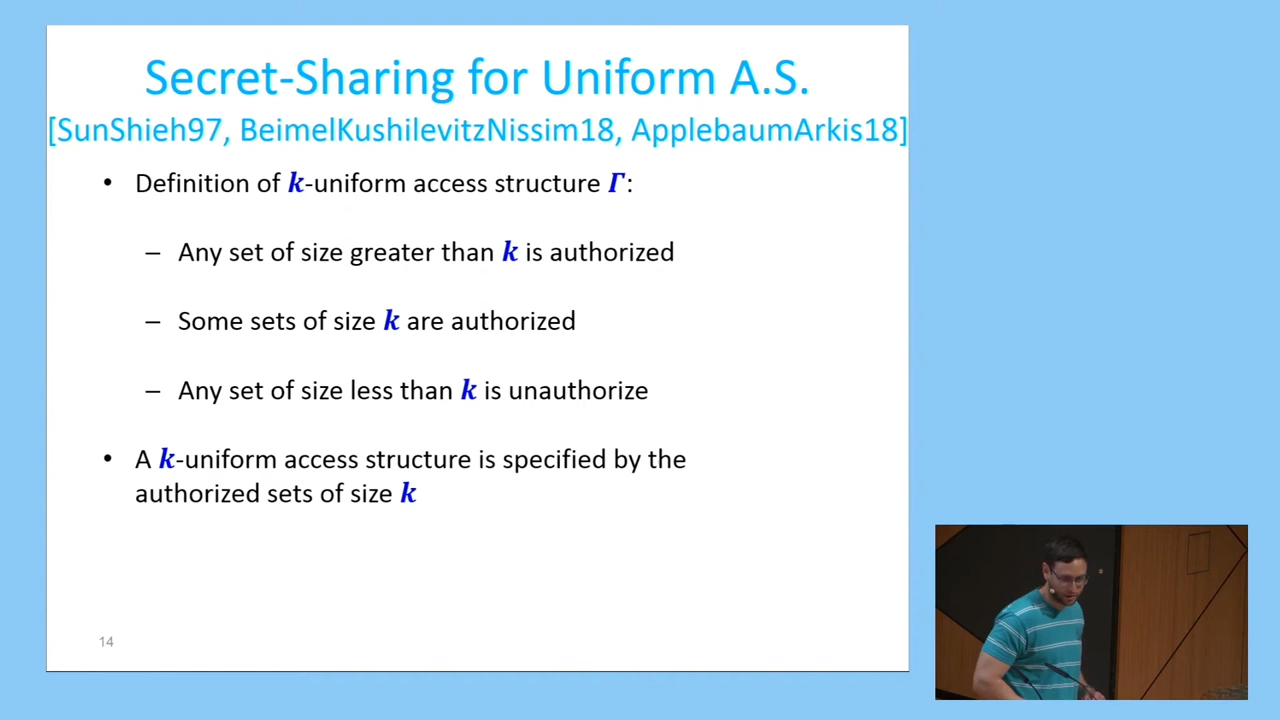 Secret-Sharing for Uniform A.S.
[SunShieh97, BeimelKushilevitzNissim18, ApplebaumArkis18]
• Definition of k-uniform access structure Γ:
– Any set of size greater than k is authorized
– Some sets of size k are authorized
– Any set of size less than k is unauthorize
• A k-uniform access structure is specified by the
authorized sets of size k
14